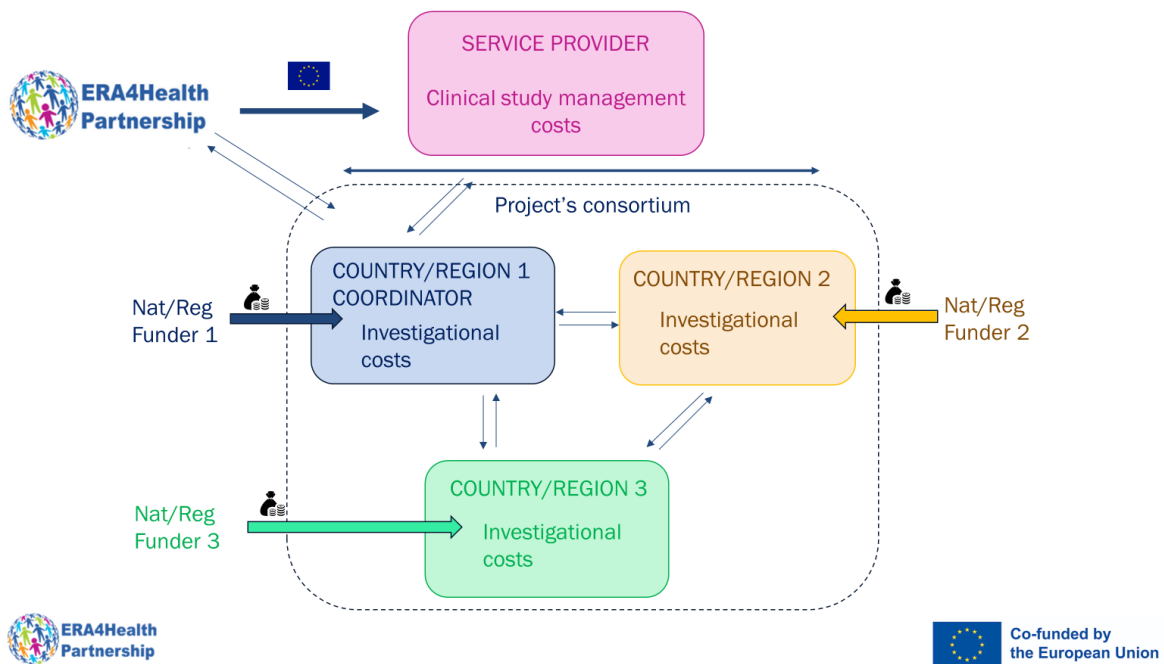 SERVICE PROVIDER
Clinical study management
costs
ERA4Health
Partnership
Project's consortium
COUNTRY/REGION 1
COORDINATOR
Investigational
costs
COUNTRY/REGION 2
Investigational
costs
Nat/Reg
Funder 1
Nat/Reg
Funder 2
COUNTRY/REGION 3
Investigational
costs
Nat/Reg
Funder 3
ERA4Health
Partnership
Co-funded by
the European Union